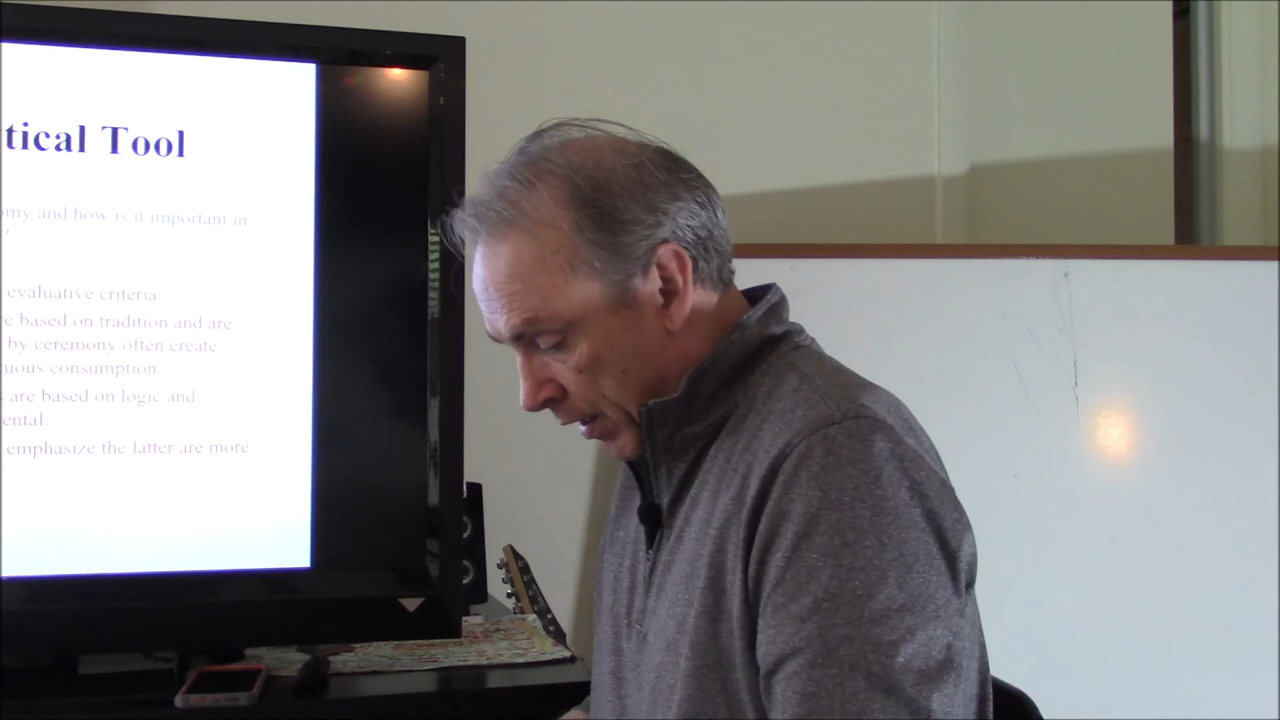 tical Tool
omy and how is it important in
evaluative criteria
re based on tradition and are
by ceremony often create
uous consumption
are based on logic and
ental.
emphasize the latter are more